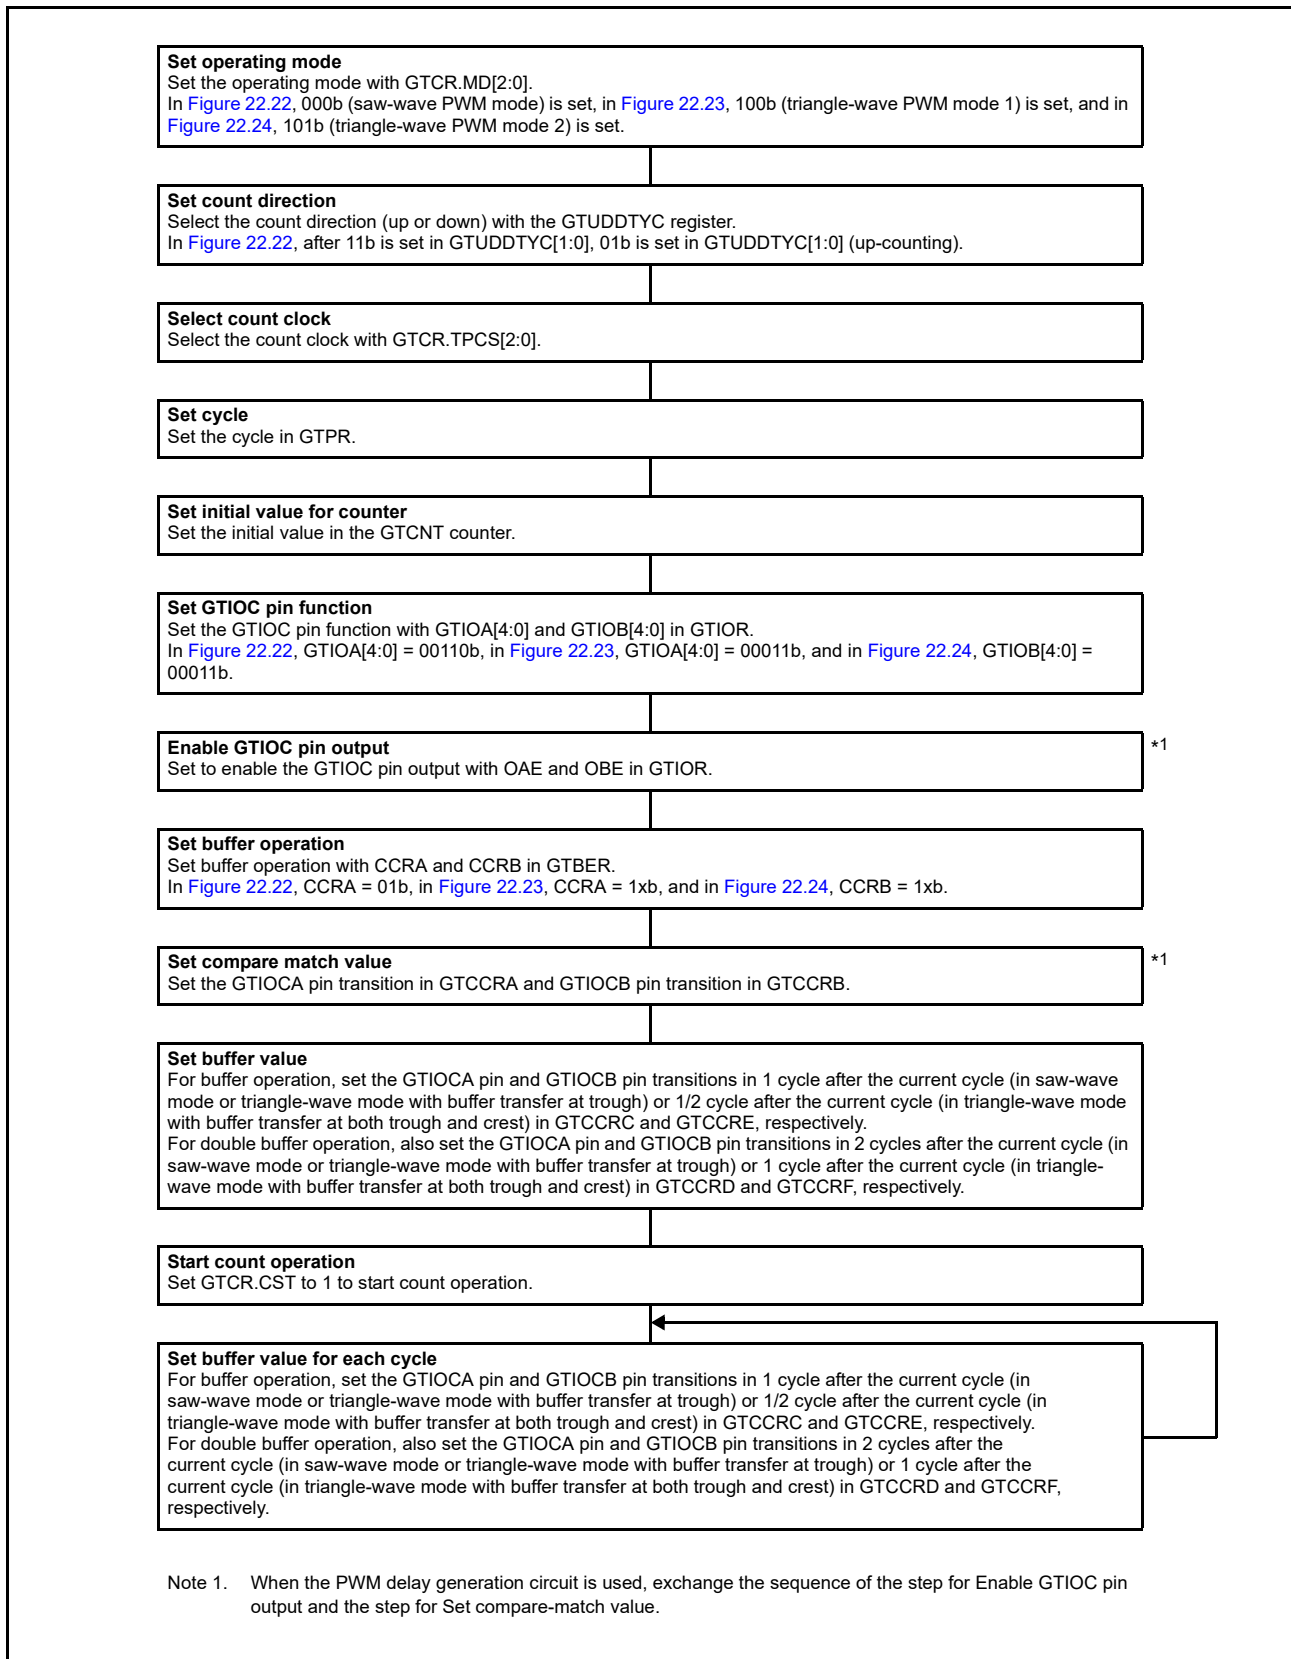 Set operating mode
Set the operating mode with GTCR.MD[2:0].
In Figure 22.22, 000b (saw-wave PWM mode) is set, in Figure 22.23, 100b (triangle-wave PWM mode 1) is set, and in
Figure 22.24, 101b (triangle-wave PWM mode 2) is set.
Set count direction
Select the count direction (up or down) with the GTUDDTYC register.
In Figure 22.22, after 11b is set in GTUDDTYC[1:0], 01b is set in GTUDDTYC[1:0] (up-counting).
Select count clock
Select the count clock with GTCR.TPCS[2:0].
Set cycle
Set the cycle in GTPR.
Set initial value for counter
Set the initial value in the GTCNT counter.
Set GTIOC pin function
Set the GTIOC pin function with GTIOA[4:0] and GTIOB[4:0] in GTIOR.
In Figure 22.22, GTIOA[4:0] = 00110b, in Figure 22.23, GTIOA[4:0] = 00011b, and in Figure 22.24, GTIOB[4:0] =
00011b.
Enable GTIOC pin output
*1
Set to enable the GTIOC pin output with OAE and OBE in GTIOR.
Set buffer operation
Set buffer operation with CCRA and CCRB in GTBER.
In Figure 22.22, CCRA = 01b, in Figure 22.23, CCRA = 1xb, and in Figure 22.24, CCRB = 1xb.
Set compare match value
*1
Set the GTIOCA pin transition in GTCCRA and GTIOCB pin transition in GTCCRB.
Set buffer value
For buffer operation, set the GTIOCA pin and GTIOCB pin transitions in 1 cycle after the current cycle (in saw-wave
mode or triangle-wave mode with buffer transfer at trough) or 1/2 cycle after the current cycle (in triangle-wave mode
with buffer transfer at both trough and crest) in GTCCRC and GTCCRE, respectively.
For double buffer operation, also set the GTIOCA pin and GTIOCB pin transitions in 2 cycles after the current cycle (in
saw-wave mode or triangle-wave mode with buffer transfer at trough) or 1 cycle after the current cycle (in triangle-
wave mode with buffer transfer at both trough and crest) in GTCCRD and GTCCRF, respectively.
Start count operation
Set GTCR.CST to 1 to start count operation.
Set buffer value for each cycle
For buffer operation, set the GTIOCA pin and GTIOCB pin transitions in 1 cycle after the current cycle (in
saw-wave mode or triangle-wave mode with buffer transfer at trough) or 1/2 cycle after the current cycle (in
triangle-wave mode with buffer transfer at both trough and crest) in GTCCRC and GTCCRE, respectively.
For double buffer operation, also set the GTIOCA pin and GTIOCB pin transitions in 2 cycles after the
current cycle (in saw-wave mode or triangle-wave mode with buffer transfer at trough) or 1 cycle after the
current cycle (in triangle-wave mode with buffer transfer at both trough and crest) in GTCCRD and GTCCRF,
respectively.
Note 1. When the PWM delay generation circuit is used, exchange the sequence of the step for Enable GTIOC pin
output and the step for Set compare-match value.